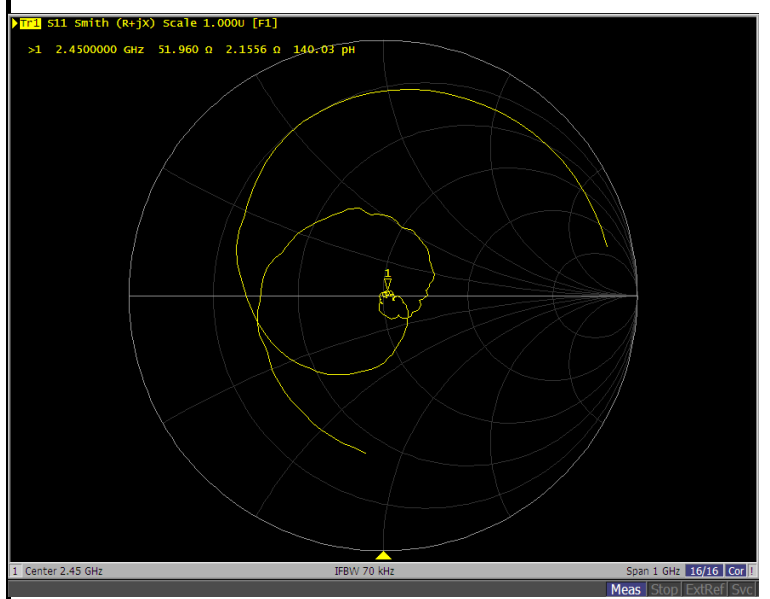 Tr1 S11 Smith (R+jX) Scale 1.000U [F1]
>1 2.4500000 GHz 51.960 Ω 2.1556 Ω 140.03 pH
1
1 Center 2.45 GHz IFBW 70 kHz Span 1 GHz 16/16 Cor !
Meas Stop ExtRef Svc